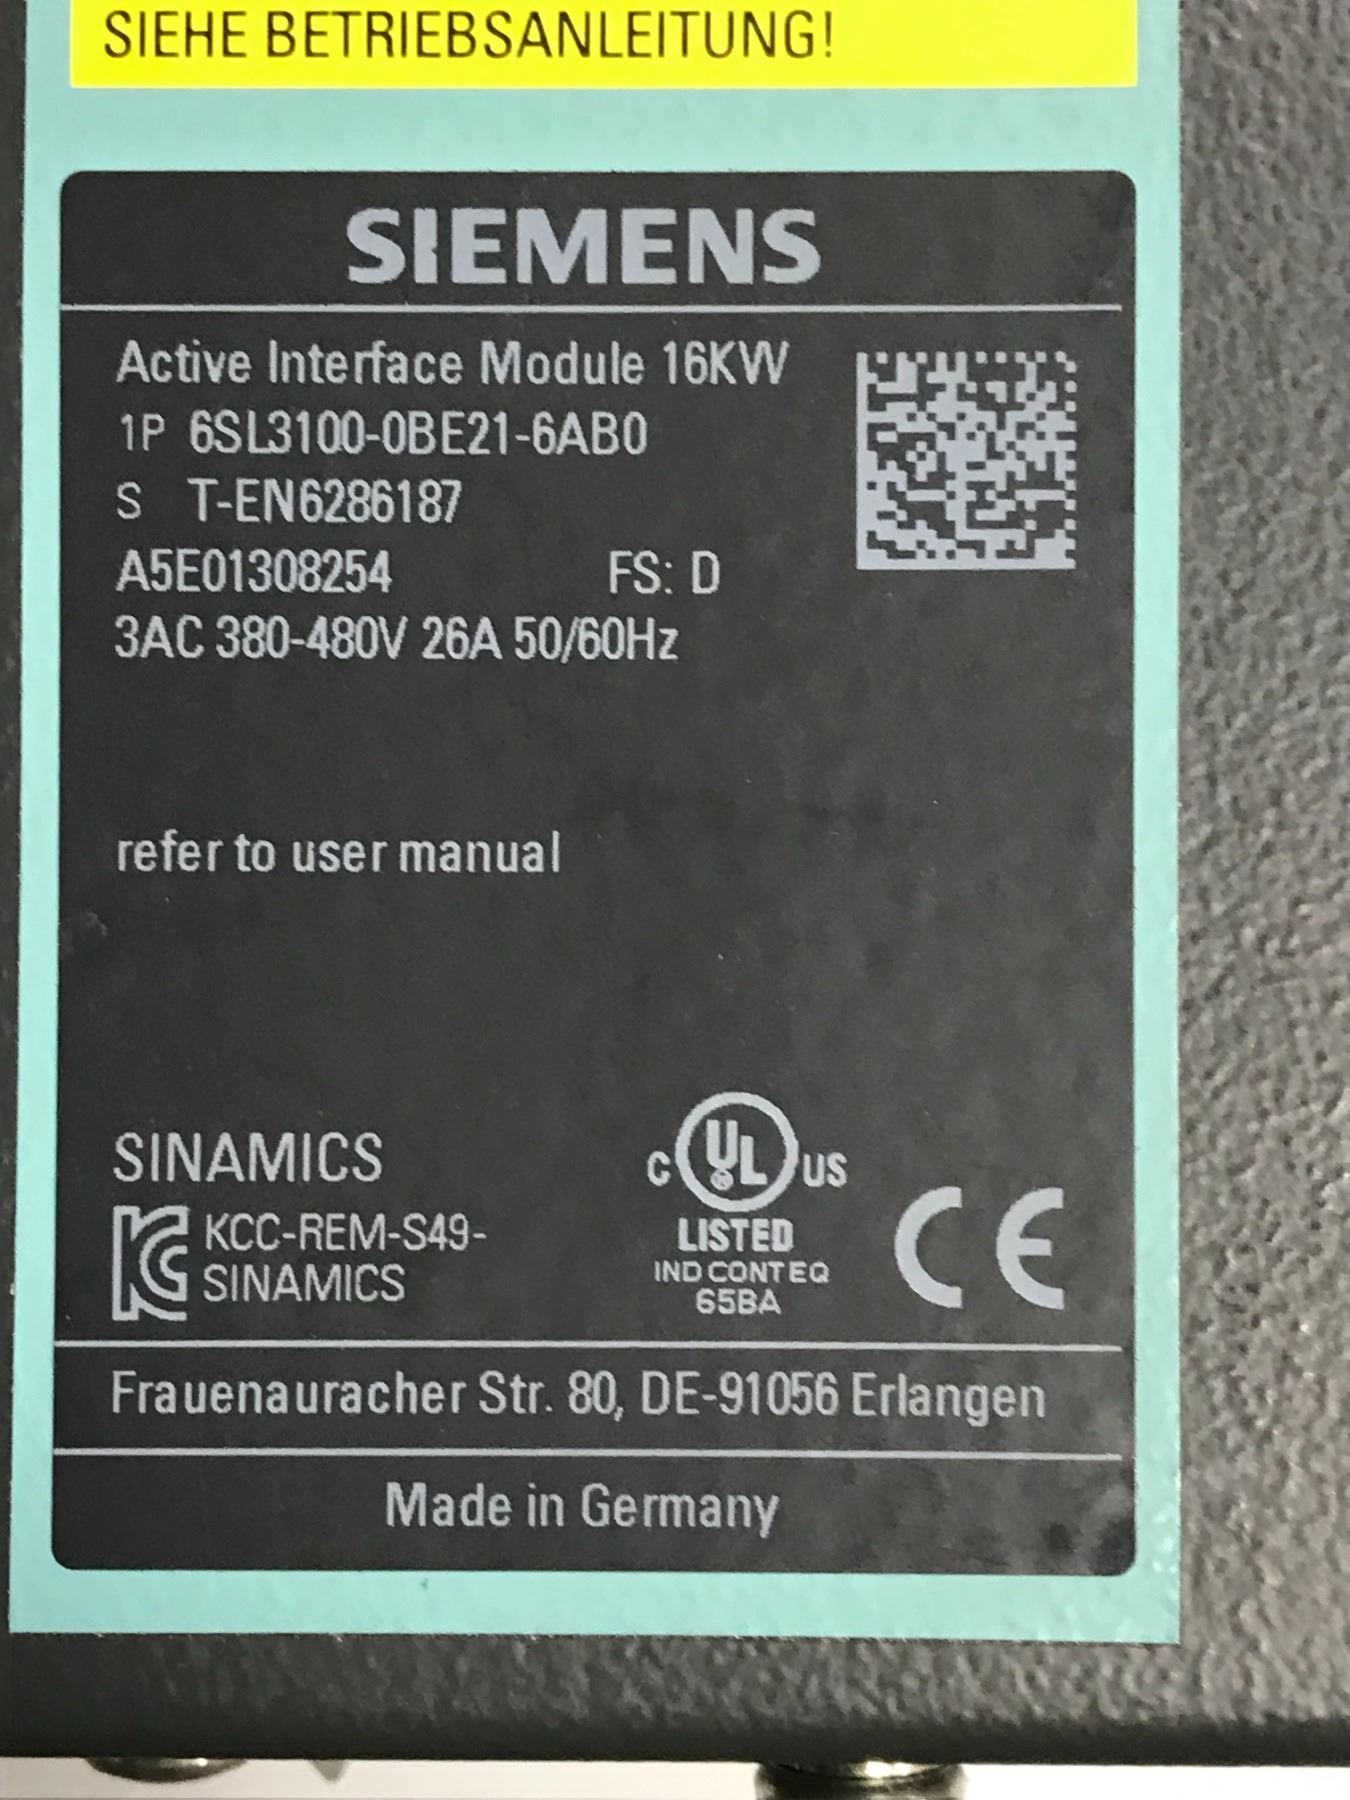 SIEHE BETRIEBSANLEITUNG!
SIEMENS
Active Interface Module 16KW
1P 6SL3100-0BE21-6AB0
S T-EN6286187
A5E01308254 FS: D
3AC 380-480V 26A 50/60Hz
refer to user manual
SINAMICS
KCC-REM-S49-
SINAMICS
C UL US
LISTED
IND CONT EQ
65BA
CE
Frauenauracher Str. 80, DE-91056 Erlangen
Made in Germany